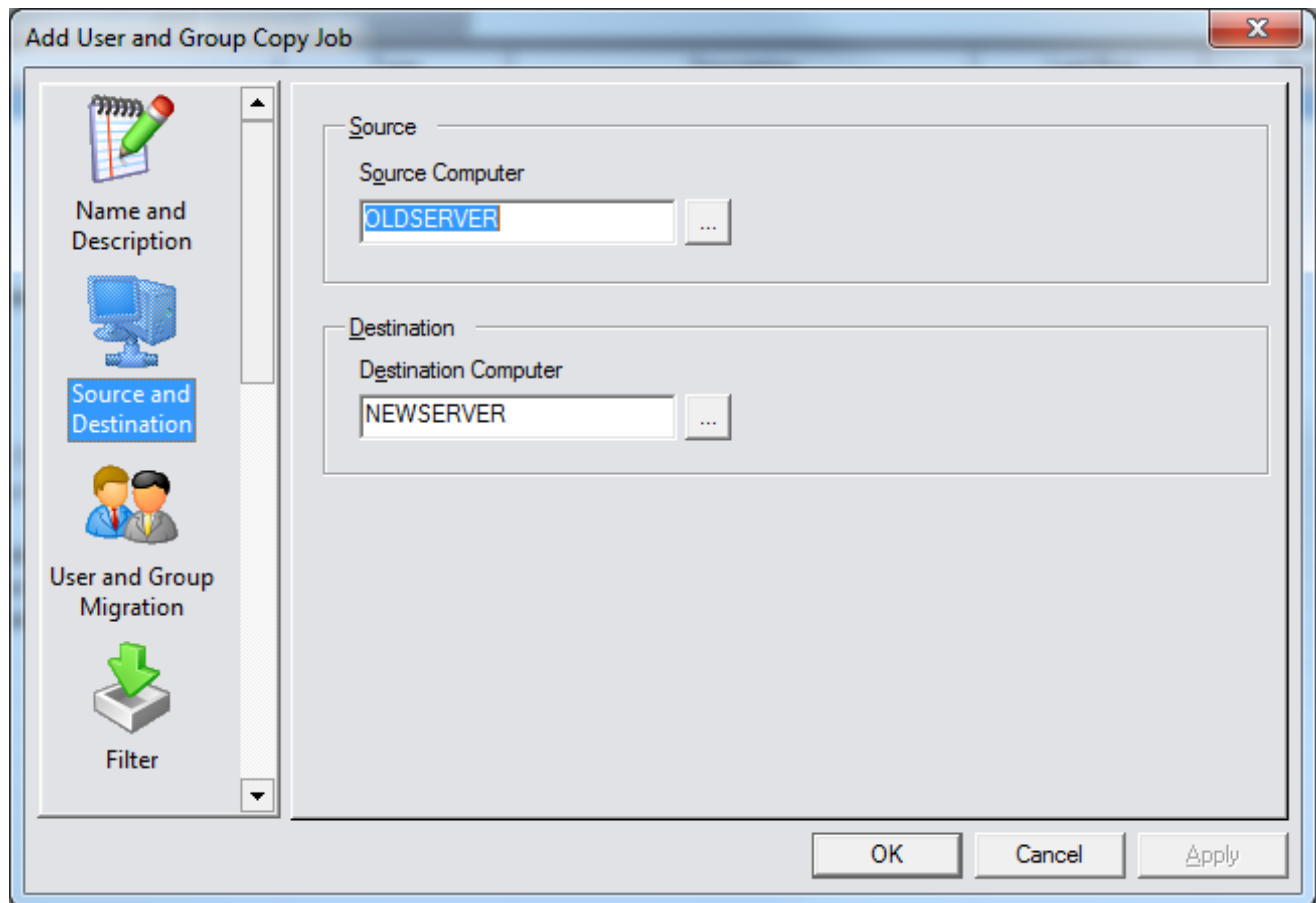 Add User and Group Copy Job
Name and
Description
Source and
Destination
User and Group
Migration
Filter
Source
Source Computer
OLDSERVER
...
Destination
Destination Computer
NEWSERVER
...
OK
Cancel
Apply